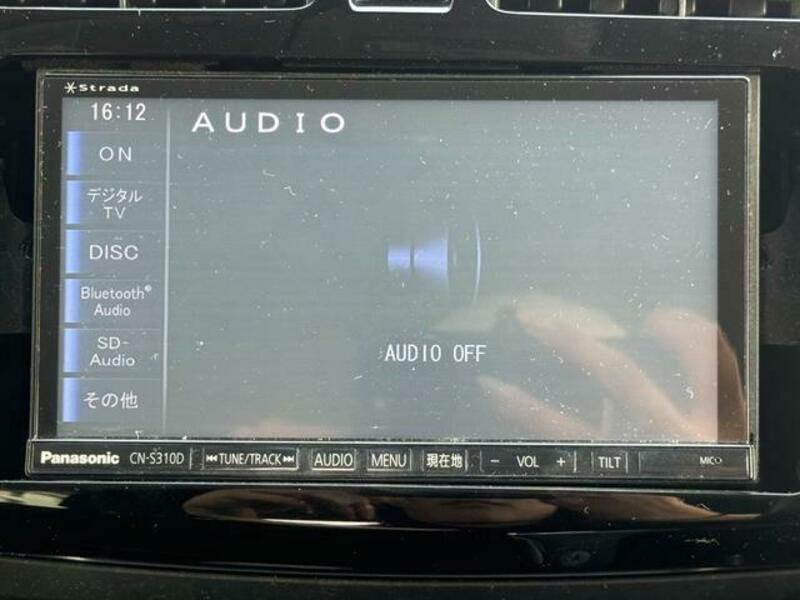 Strada
16:12
AUDIO
ON
デジタル
TV
DISC
Bluetooth®
Audio
SD-
Audio
その他
AUDIO OFF
Panasonic CN-S310D ⏮TUNE/TRACK⏭ AUDIO MENU 現在地 − VOL + TILT MIC